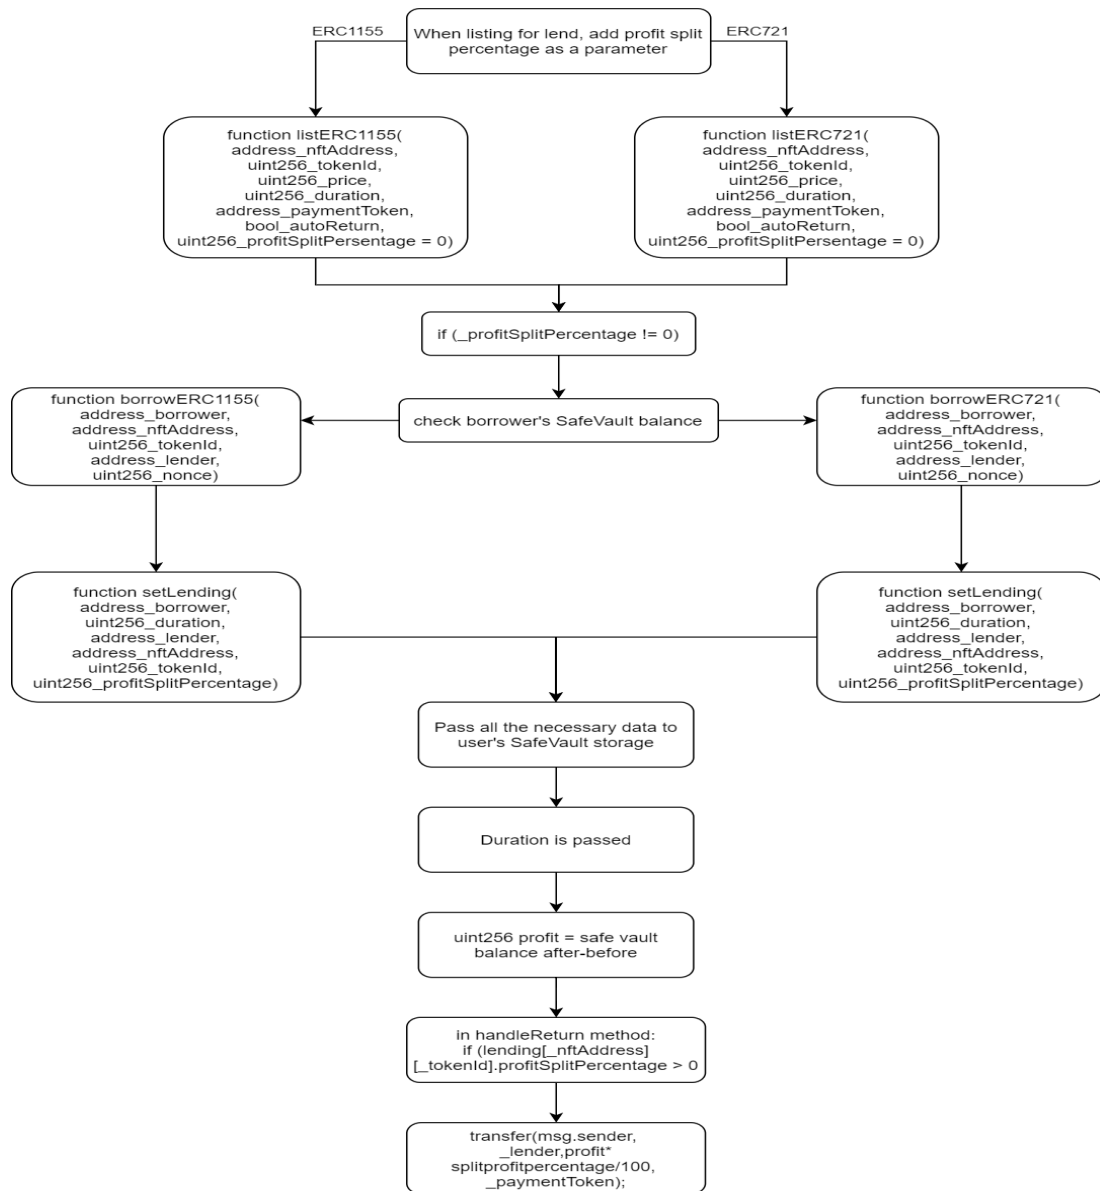 ERC1155
When listing for lend, add profit split
percentage as a parameter
ERC721
function listERC1155(
address_nftAddress,
uint256_tokenId,
uint256_price,
uint256_duration,
address_paymentToken,
bool_autoReturn,
uint256_profitSplitPersentage = 0)
function listERC721(
address_nftAddress,
uint256_tokenId,
uint256_price,
uint256_duration,
address_paymentToken,
bool_autoReturn,
uint256_profitSplitPersentage = 0)
if (_profitSplitPercentage != 0)
function borrowERC1155(
address_borrower,
address_nftAddress,
uint256_tokenId,
address_lender,
uint256_nonce)
check borrower's SafeVault balance
function borrowERC721(
address_borrower,
address_nftAddress,
uint256_tokenId,
address_lender,
uint256_nonce)
function setLending(
address_borrower,
uint256_duration,
address_lender,
address_nftAddress,
uint256_tokenId,
uint256_profitSplitPercentage)
function setLending(
address_borrower,
uint256_duration,
address_lender,
address_nftAddress,
uint256_tokenId,
uint256_profitSplitPercentage)
Pass all the necessary data to
user's SafeVault storage
Duration is passed
uint256 profit = safe vault
balance after-before
in handleReturn method:
if (lending[_nftAddress]
[_tokenId].profitSplitPercentage > 0
transfer(msg.sender,
_lender,profit*
splitprofitpercentage/100,
_paymentToken);